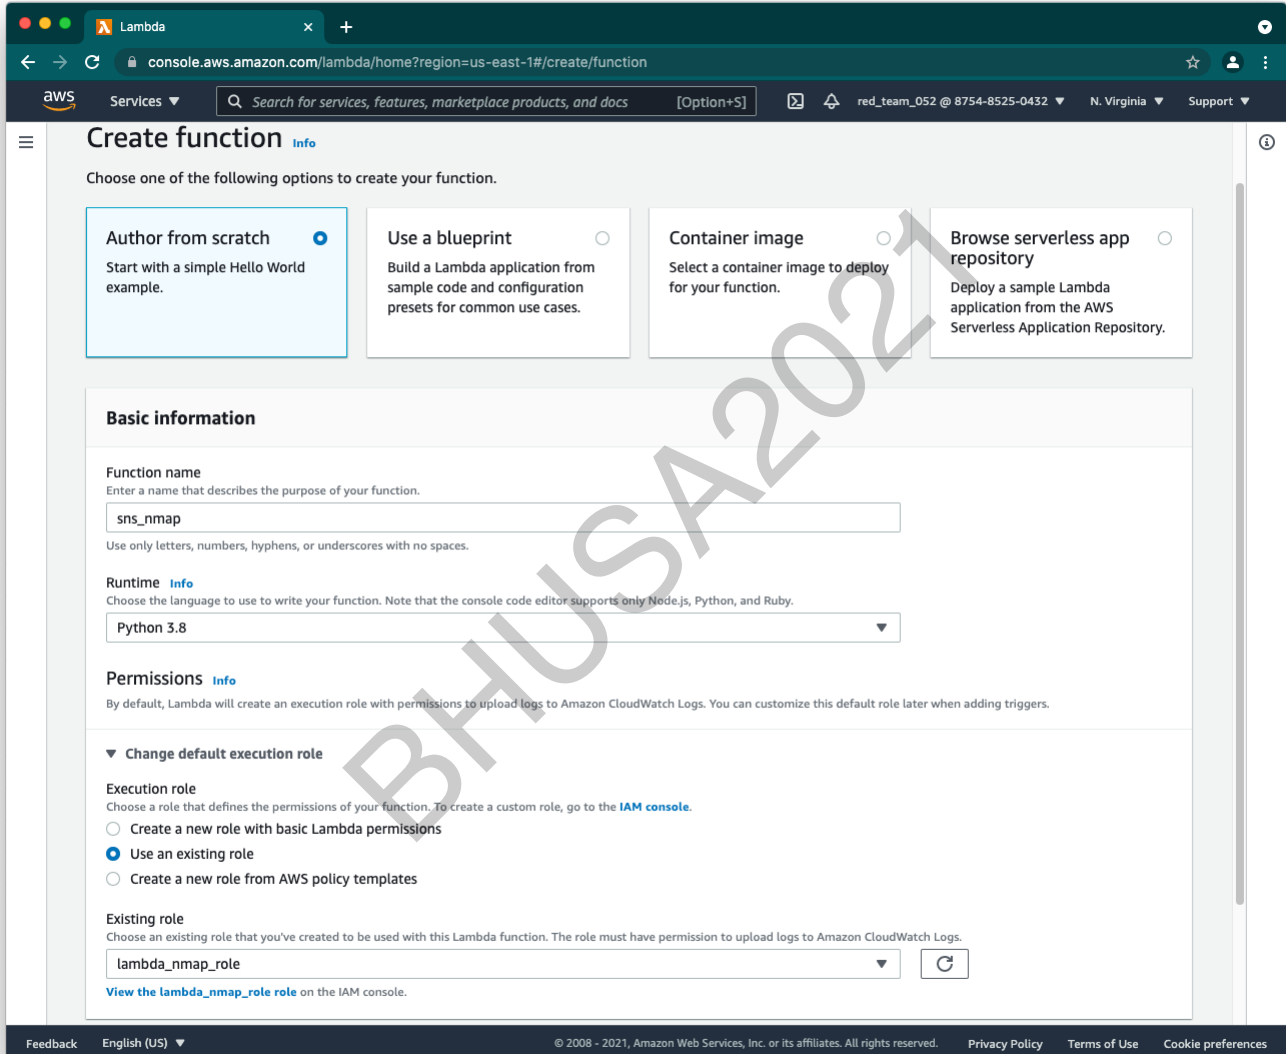 Lambda
console.aws.amazon.com/lambda/home?region=us-east-1#/create/function
aws Services Search for services, features, marketplace products, and docs [Option+S] red_team_052 @ 8754-8525-0432 N. Virginia Support
Create function Info
Choose one of the following options to create your function.
Author from scratch
Start with a simple Hello World
example.
Use a blueprint
Build a Lambda application from
sample code and configuration
presets for common use cases.
Container image
Select a container image to deploy
for your function.
Browse serverless app
repository
Deploy a sample Lambda
application from the AWS
Serverless Application Repository.
Basic information
Function name
Enter a name that describes the purpose of your function.
sns_nmap
Use only letters, numbers, hyphens, or underscores with no spaces.
Runtime Info
Choose the language to use to write your function. Note that the console code editor supports only Node.js, Python, and Ruby.
Python 3.8
Permissions Info
By default, Lambda will create an execution role with permissions to upload logs to Amazon CloudWatch Logs. You can customize this default role later when adding triggers.
Change default execution role
Execution role
Choose a role that defines the permissions of your function. To create a custom role, go to the IAM console.
Create a new role with basic Lambda permissions
Use an existing role
Create a new role from AWS policy templates
Existing role
Choose an existing role that you've created to be used with this Lambda function. The role must have permission to upload logs to Amazon CloudWatch Logs.
lambda_nmap_role
View the lambda_nmap_role role on the IAM console.
BHUSA2021
Feedback English (US) © 2008 - 2021, Amazon Web Services, Inc. or its affiliates. All rights reserved. Privacy Policy Terms of Use Cookie preferences